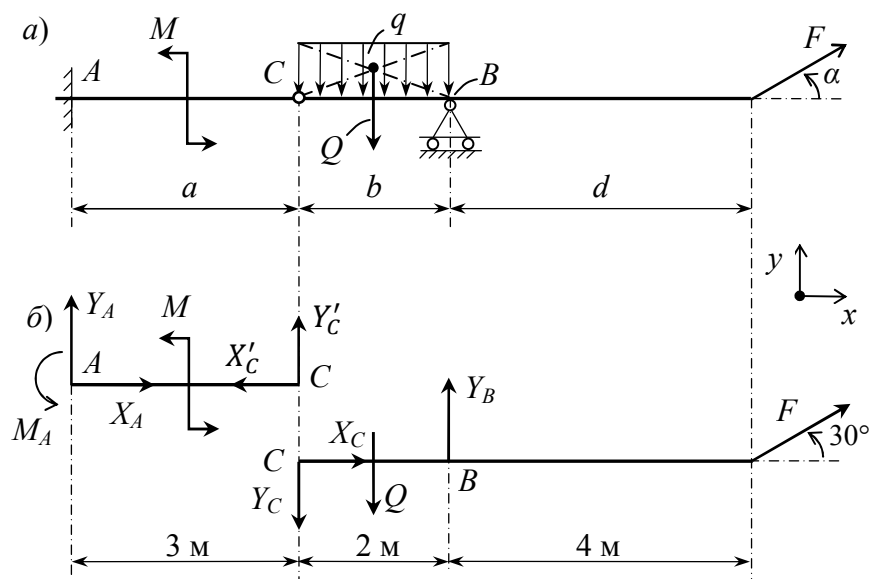 а)
M
q
F
A
C
B
α
Q
a
b
d
y
x
б)
Y_A
M
Y′_C
A
X′_C
C
X_A
M_A
Y_B
F
X_C
30°
C
Y_C
Q
B
3 м
2 м
4 м